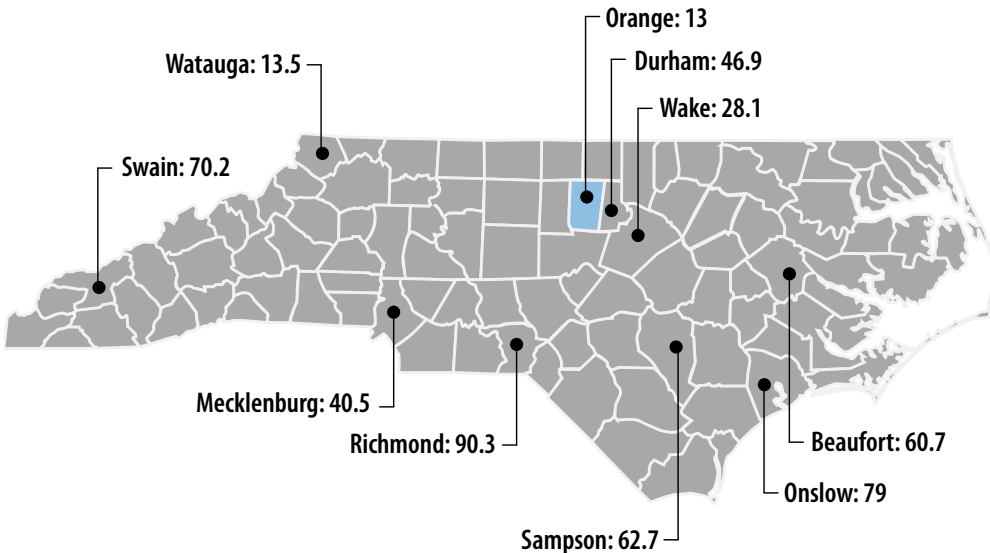 Orange: 13
Watauga: 13.5
Durham: 46.9
Wake: 28.1
Swain: 70.2
Mecklenburg: 40.5
Richmond: 90.3
Beaufort: 60.7
Onslow: 79
Sampson: 62.7